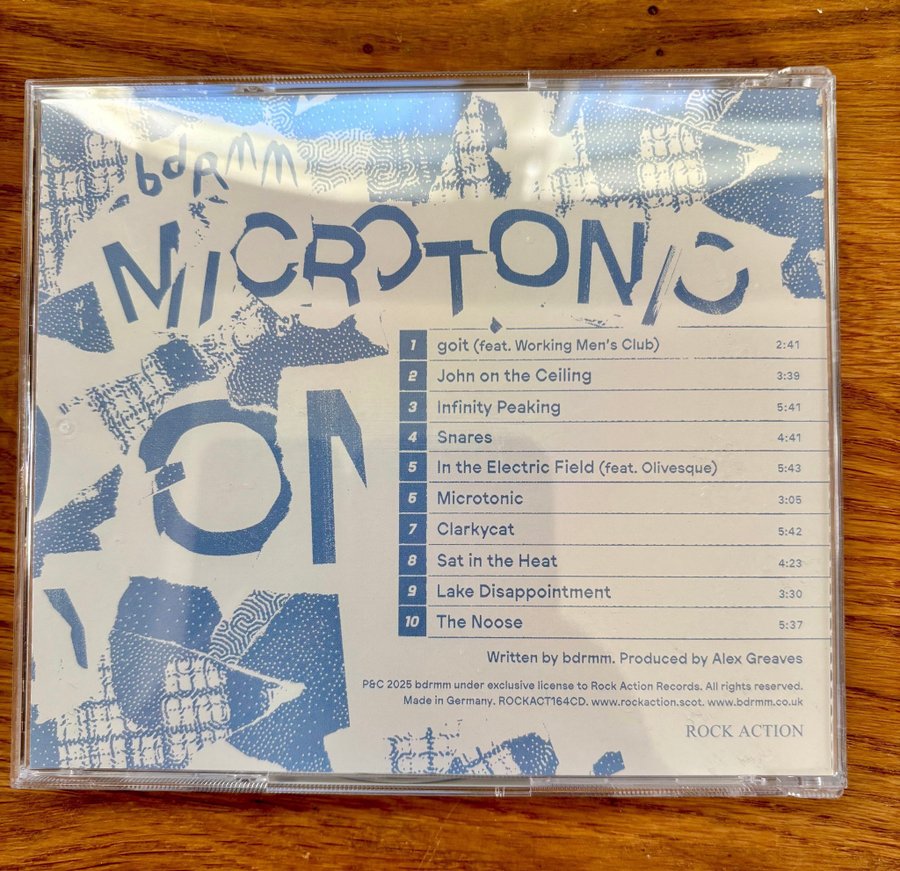 bdrmm
MICROTONIC
ON
1 goit (feat. Working Men's Club) 2:41
2 John on the Ceiling 3:39
3 Infinity Peaking 5:41
4 Snares 4:41
5 In the Electric Field (feat. Olivesque) 5:43
6 Microtonic 3:05
7 Clarkycat 5:42
8 Sat in the Heat 4:23
9 Lake Disappointment 3:30
10 The Noose 5:37
Written by bdrmm. Produced by Alex Greaves
P&C 2025 bdrmm under exclusive license to Rock Action Records. All rights reserved.
Made in Germany. ROCKACT164CD. www.rockaction.scot. www.bdrmm.co.uk
ROCK ACTION